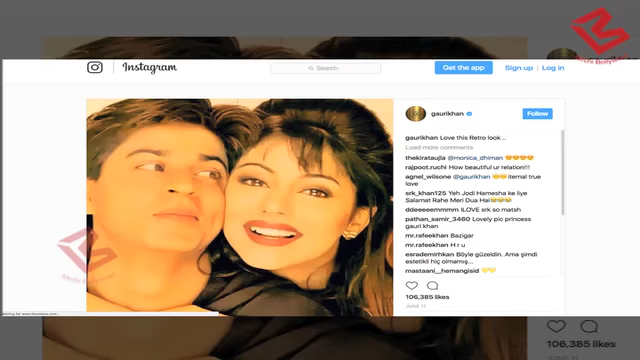 Instagram
Search
Get the app
Sign up
Log in
gaurikhan
Follow
gaurikhan Love this Retro look ..
Load more comments
thekirataujla @monica_dhiman
rajpoot.ruchi How beautiful ur relation!!!
agnel_wilsone @gaurikhan Iternal true
love
srk_khan125 Yeh Jodi Hamesha ke liye
Salamat Rahe Meri Dua Hai
ddeeeeemmmm ILOVE srk so matsh
pathan_samir_3460 Lovely pic princess
gauri khan
mr.rafeekhan Bazigar
mr.rafeekhan H r u
esrademirhkan Böyle güzeldin. Ama şimdi
estetikli hiç olmamış...
mastaani__hemangisid
106,385 likes
JUNE 11
106,385 likes